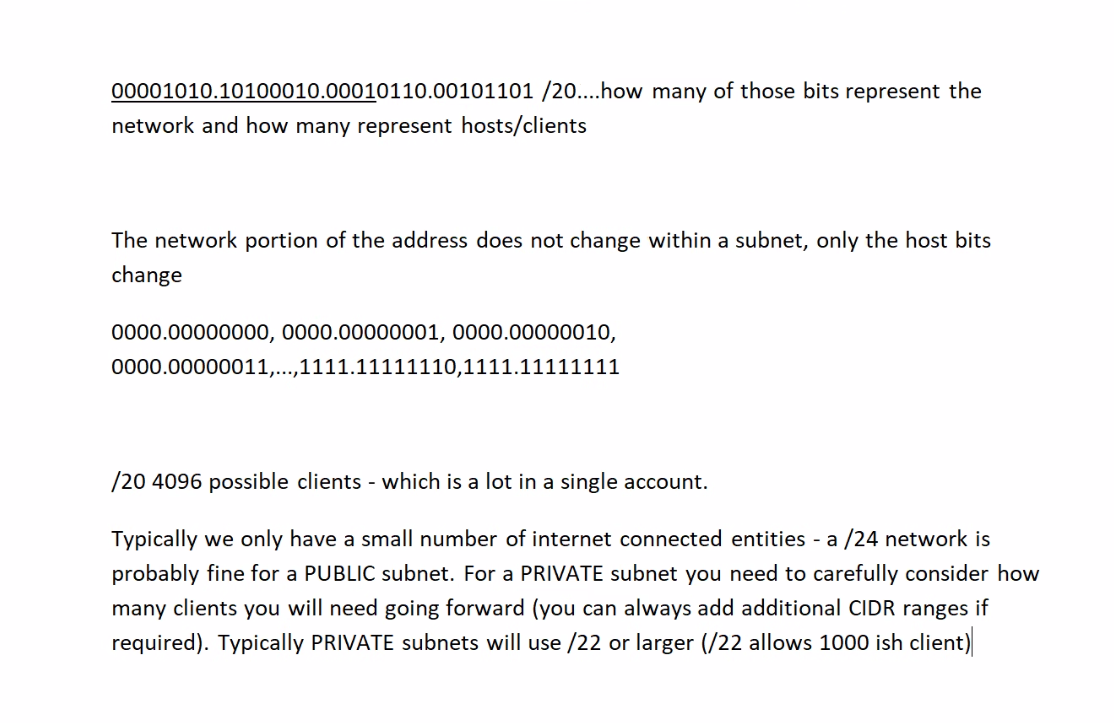 00001010.10100010.00010110.00101101 /20....how many of those bits represent the
network and how many represent hosts/clients
The network portion of the address does not change within a subnet, only the host bits
change
0000.00000000, 0000.00000001, 0000.00000010,
0000.00000011,...,1111.11111110,1111.11111111
/20 4096 possible clients - which is a lot in a single account.
Typically we only have a small number of internet connected entities - a /24 network is
probably fine for a PUBLIC subnet. For a PRIVATE subnet you need to carefully consider how
many clients you will need going forward (you can always add additional CIDR ranges if
required). Typically PRIVATE subnets will use /22 or larger (/22 allows 1000 ish client)